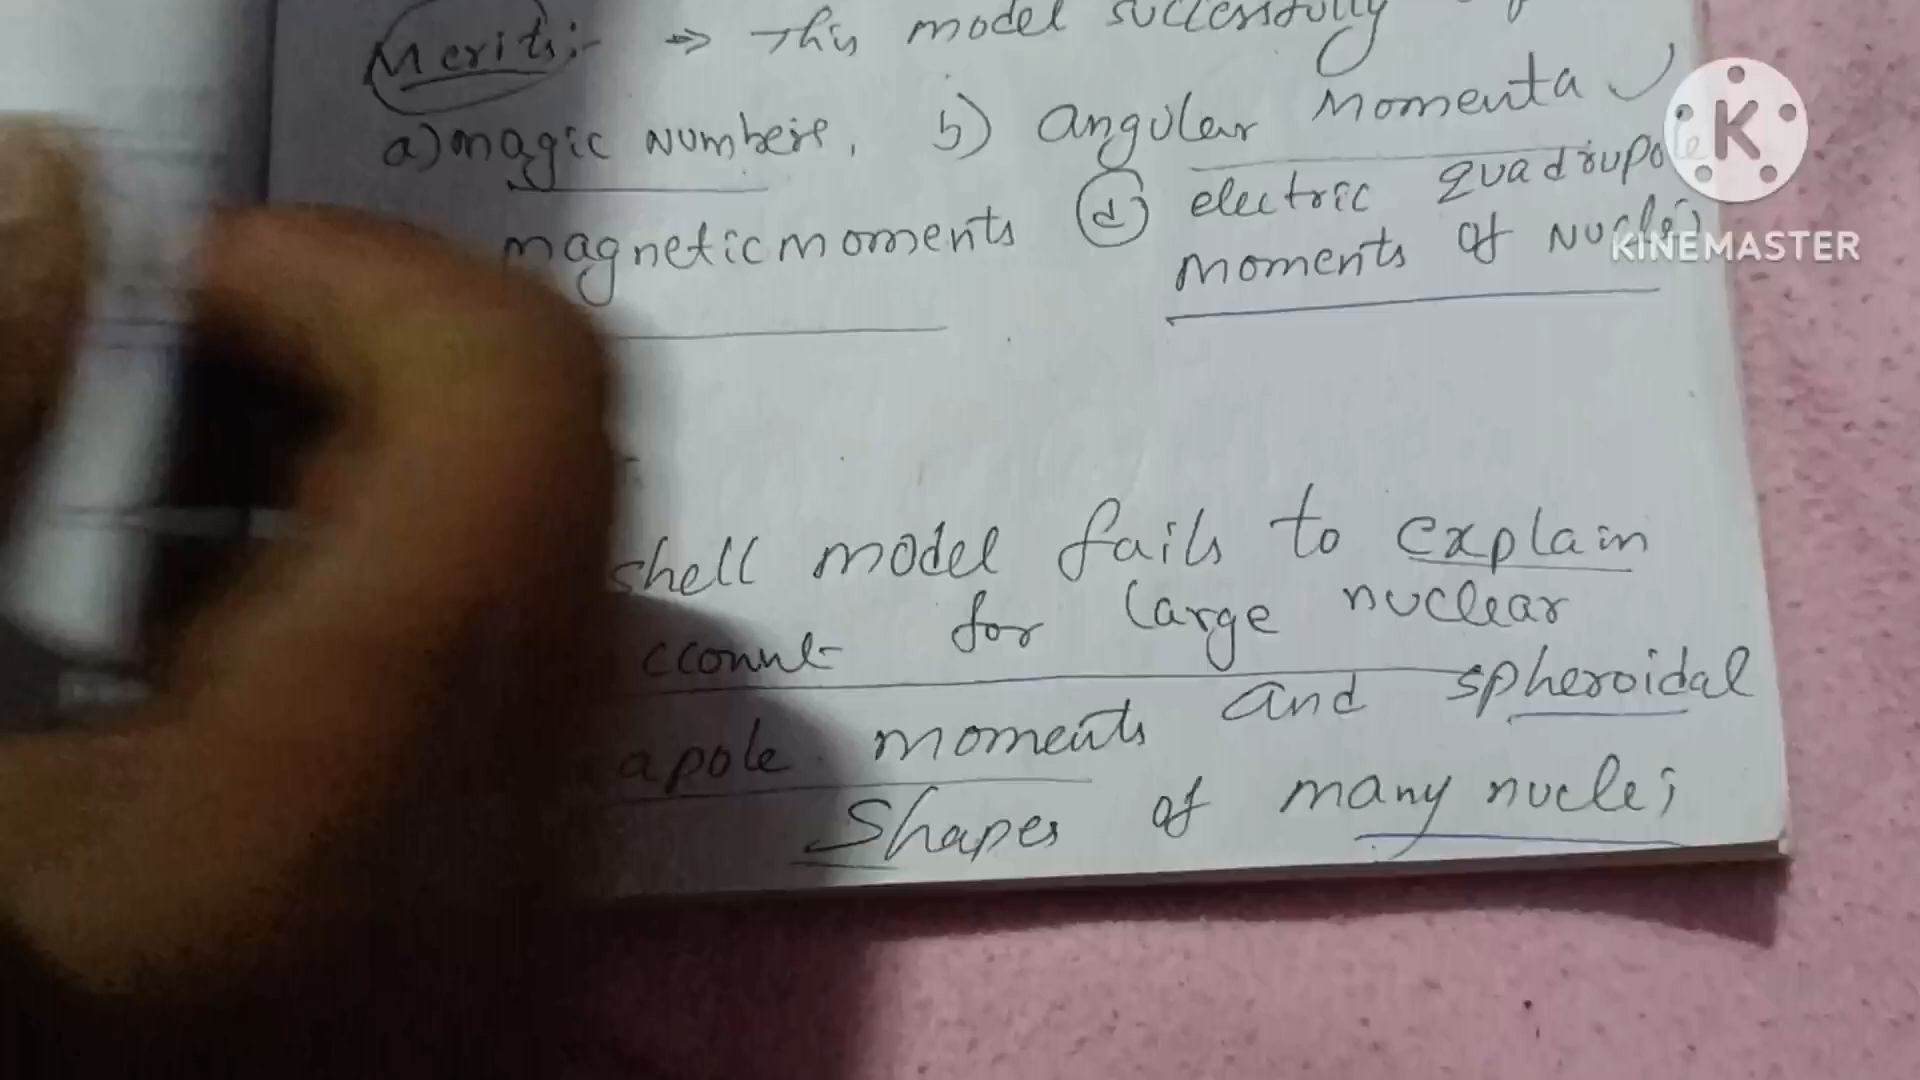 Merits:- ⇒ This model successfully
a) magic Numbers, b) angular Momenta
magnetic moments (d) electric quadrupole
moments of Nuclei
shell model fails to explain
ccount for large nuclear
apole moments and spheroidal
Shapes of many nuclei
K
KINEMASTER